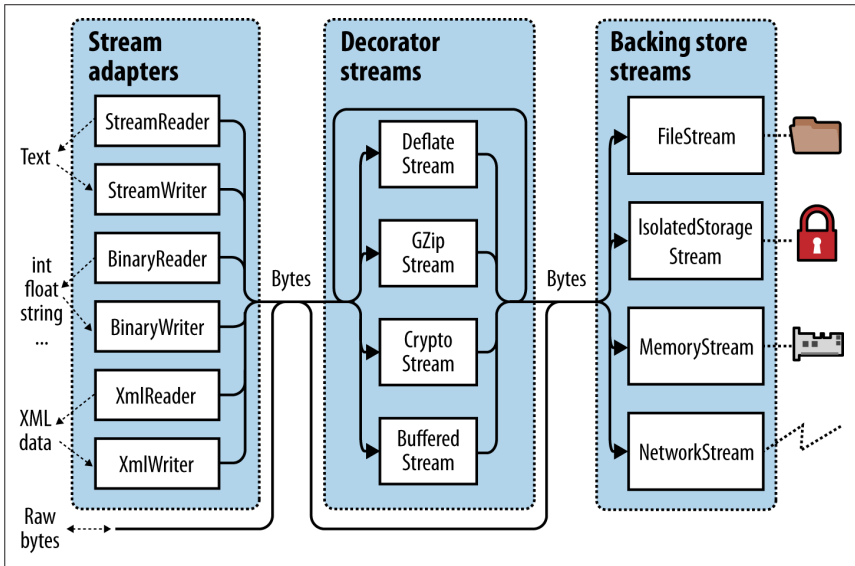 Stream
adapters
StreamReader
Text
StreamWriter
BinaryReader
int
float
string
...
BinaryWriter
XmlReader
XML
data
XmlWriter
Raw
bytes
Bytes
Decorator
streams
Deflate
Stream
GZip
Stream
Crypto
Stream
Buffered
Stream
Bytes
Backing store
streams
FileStream
IsolatedStorage
Stream
MemoryStream
NetworkStream